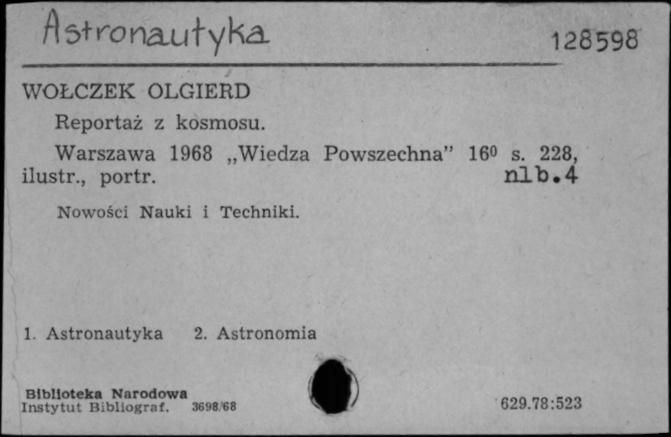 Astronautyka
128598
WOŁCZEK OLGIERD
Reportaż z kosmosu.
Warszawa 1968 „Wiedza Powszechna” 16⁰ s. 228,
ilustr., portr. nlb.4
Nowości Nauki i Techniki.
1. Astronautyka 2. Astronomia
Biblioteka Narodowa
Instytut Bibliograf. 3698/68
629.78:523